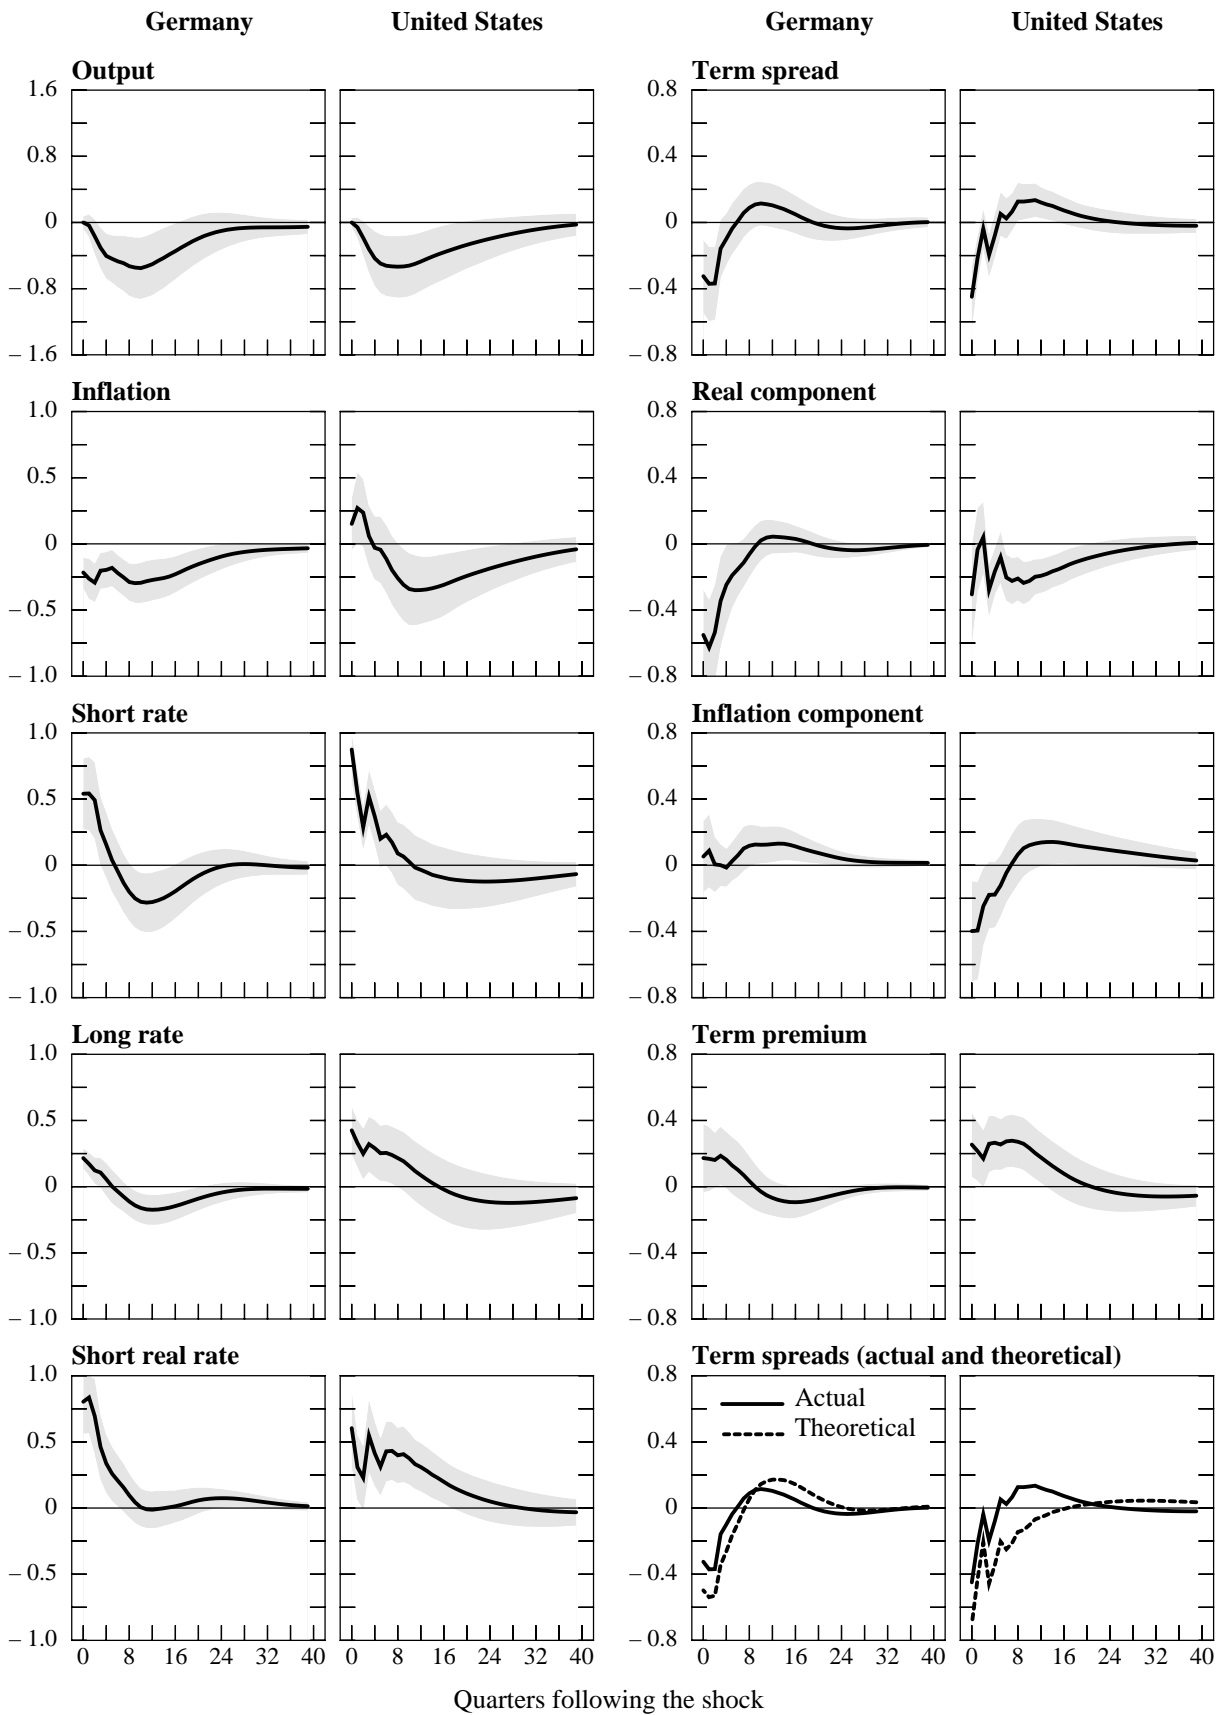 Germany United States Germany United States
Output Term spread
1.6 0.8
0.8 0.4
0 0
– 0.8 – 0.4
– 1.6 – 0.8
Inflation Real component
1.0 0.8
0.5 0.4
0 0
– 0.5 – 0.4
– 1.0 – 0.8
Short rate Inflation component
1.0 0.8
0.5 0.4
0 0
– 0.5 – 0.4
– 1.0 – 0.8
Long rate Term premium
1.0 0.8
0.5 0.4
0 0
– 0.5 – 0.4
– 1.0 – 0.8
Short real rate Term spreads (actual and theoretical)
1.0 0.8
Actual
Theoretical
0.5 0.4
0 0
– 0.5 – 0.4
– 1.0 – 0.8
0 8 16 24 32 40 0 8 16 24 32 40 0 8 16 24 32 40 0 8 16 24 32 40
Quarters following the shock